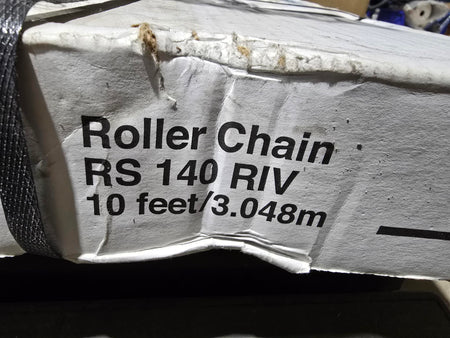 Roller Chain
RS 140 RIV
10 feet/3.048m